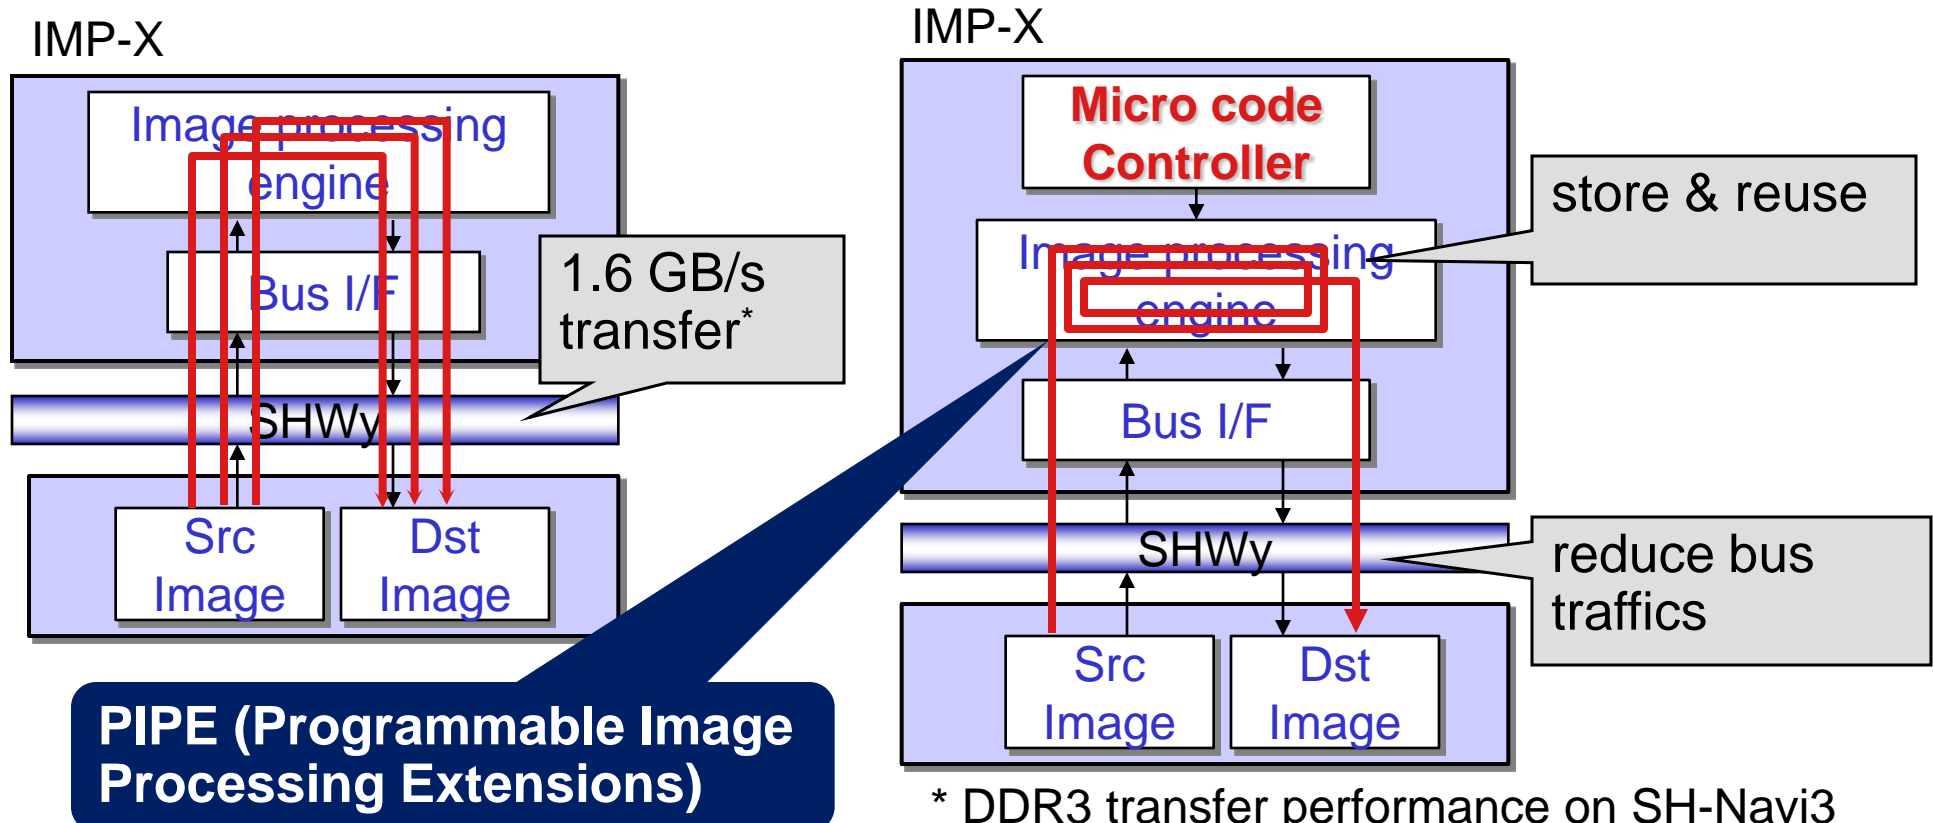 IMP-X
Image processing
engine
Bus I/F
1.6 GB/s
transfer*
SHWy
Src
Image
Dst
Image
PIPE (Programmable Image
Processing Extensions)
IMP-X
Micro code
Controller
store & reuse
Image processing
engine
Bus I/F
SHWy
reduce bus
traffics
Src
Image
Dst
Image
* DDR3 transfer performance on SH-Navi3